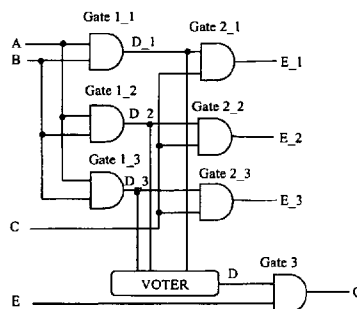 Gate 1_1
Gate 2_1
A
D_1
B
E_1
Gate 1_2
D_2
Gate 2_2
E_2
Gate 1_3
D_3
Gate 2_3
E_3
C
Gate 3
D
VOTER
E